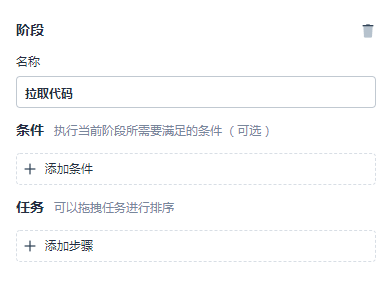 阶段
名称
拉取代码
条件 执行当前阶段所需要满足的条件 （ 可选 ）
添加条件
任务 可以拖拽任务进行排序
添加步骤